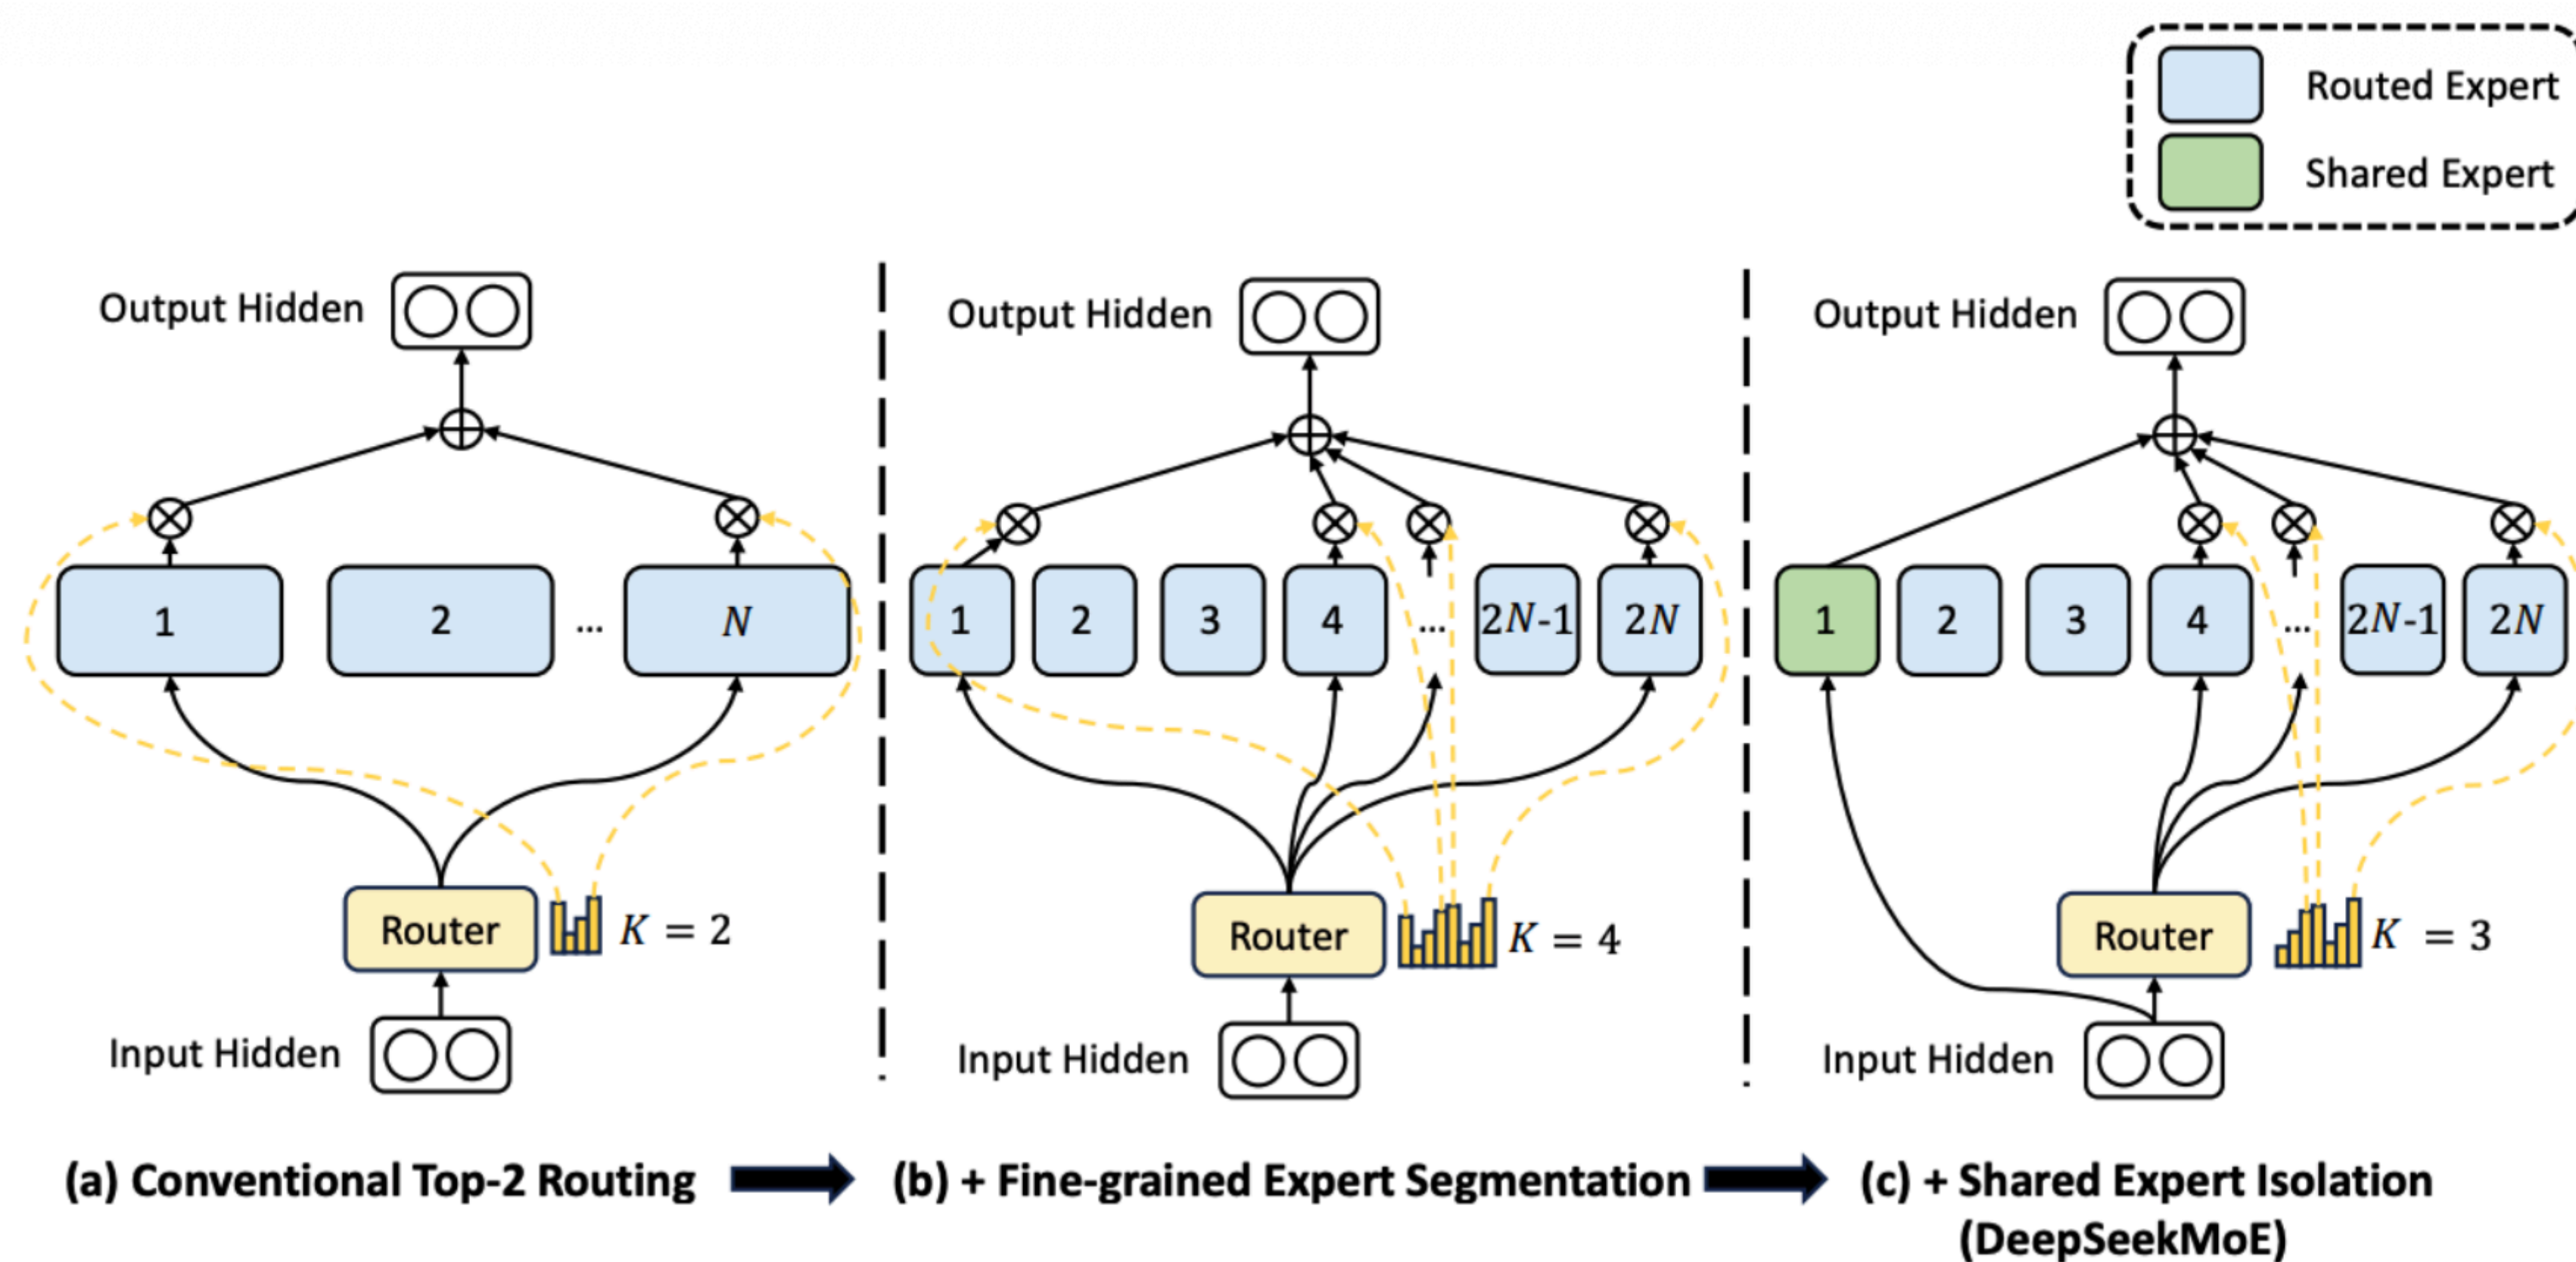 Routed Expert
Shared Expert
Output Hidden
1
2
...
N
Router
K = 2
Input Hidden
Output Hidden
1
2
3
4
...
2N-1
2N
Router
K = 4
Input Hidden
Output Hidden
1
2
3
4
...
2N-1
2N
Router
K = 3
Input Hidden
(a) Conventional Top-2 Routing
(b) + Fine-grained Expert Segmentation
(c) + Shared Expert Isolation
(DeepSeekMoE)